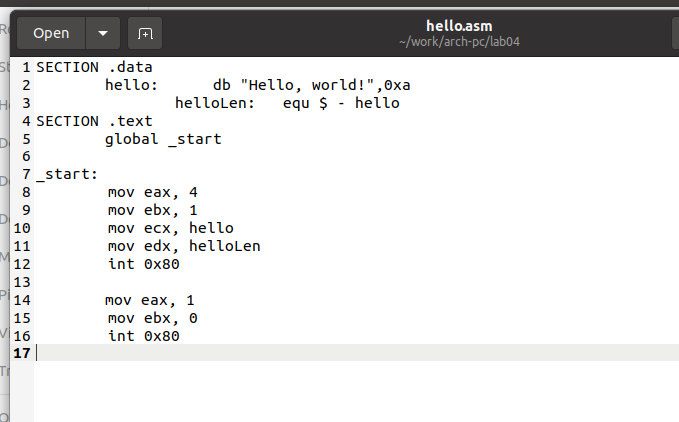 Open
hello.asm
~/work/arch-pc/lab04
1 SECTION .data
2 hello: db "Hello, world!",0xa
3 helloLen: equ $ - hello
4 SECTION .text
5 global _start
6
7 _start:
8 mov eax, 4
9 mov ebx, 1
10 mov ecx, hello
11 mov edx, helloLen
12 int 0x80
13
14 mov eax, 1
15 mov ebx, 0
16 int 0x80
17